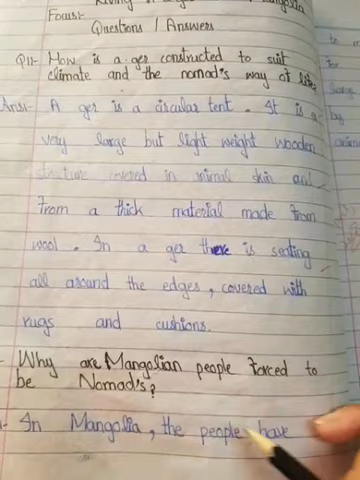 Focus:-
Questions / Answers
Q1:- How is a ger constructed to suit
climate and the nomad's way of life
Ans:- A ger is a circular tent. It is a
very large but light weight wooden
structure covered in animal skin and
from a thick material made from
wool. In a ger there is seating
all around the edges, covered with
rugs and cushions.
Why are Mangolian people forced to
be Nomad's?
In Mangolia, the people have